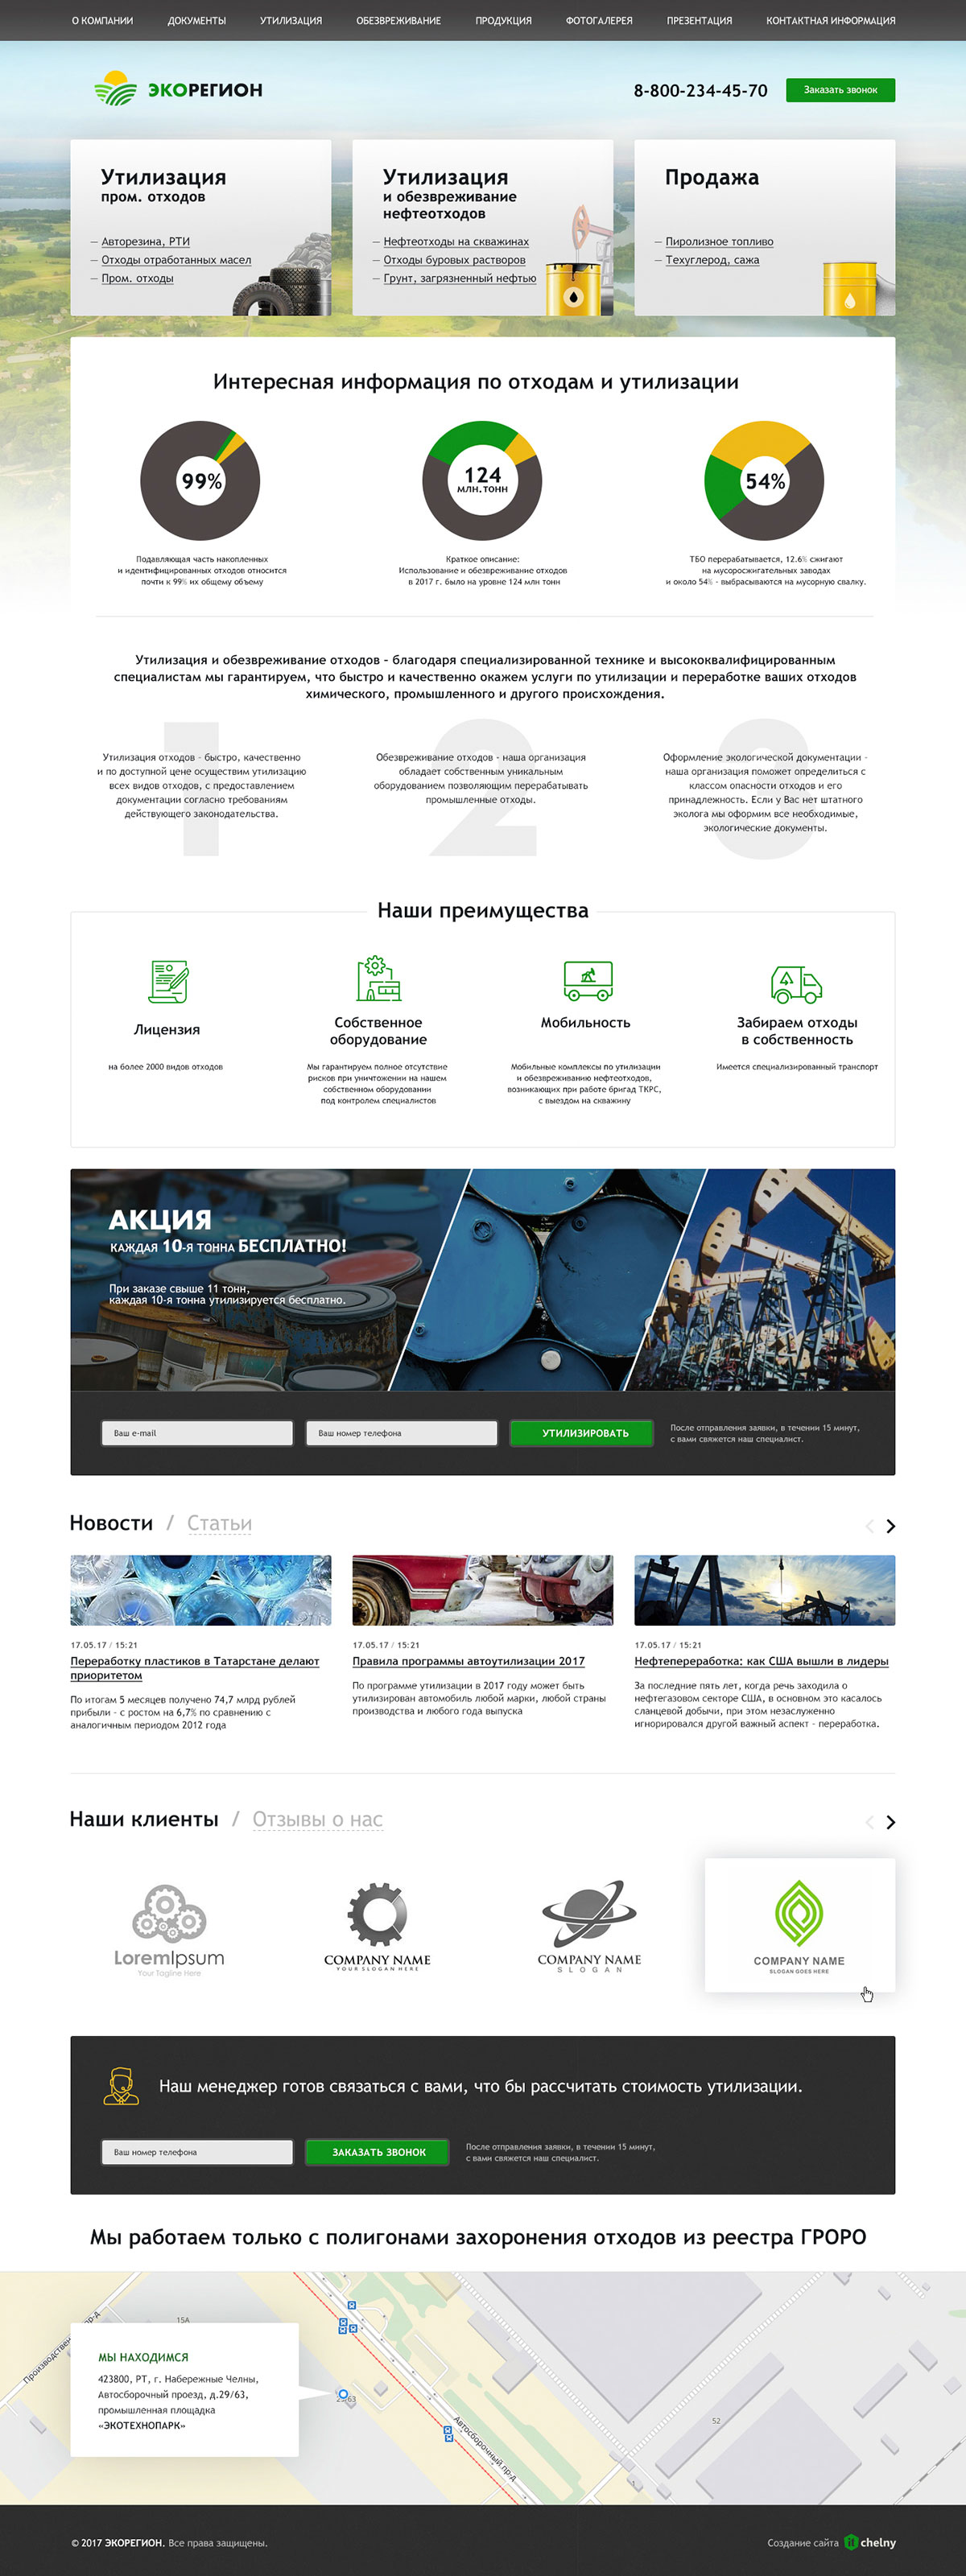 О КОМПАНИИ ДОКУМЕНТЫ УТИЛИЗАЦИЯ ОБЕЗВРЕЖИВАНИЕ ПРОДУКЦИЯ ФОТОГАЛЕРЕЯ ПРЕЗЕНТАЦИЯ КОНТАКТНАЯ ИНФОРМАЦИЯ
ЭКОРЕГИОН
8-800-234-45-70
Заказать звонок
Утилизация
пром. отходов
— Авторезина, РТИ
— Отходы отработанных масел
— Пром. отходы
Утилизация
и обезвреживание
нефтеотходов
— Нефтеотходы на скважинах
— Отходы буровых растворов
— Грунт, загрязненный нефтью
Продажа
— Пиролизное топливо
— Техуглерод, сажа
Интересная информация по отходам и утилизации
99%
Подавляющая часть накопленных
и идентифицированных отходов относится
почти к 99% их общему объему
124
МЛН.ТОНН
Краткое описание:
Использование и обезвреживание отходов
в 2017 г. было на уровне 124 млн тонн
54%
ТБО перерабатывается, 12.6% сжигают
на мусоросжигательных заводах
и около 54% - выбрасываются на мусорную свалку.
Утилизация и обезвреживание отходов - благодаря специализированной технике и высококвалифицированным
специалистам мы гарантируем, что быстро и качественно окажем услуги по утилизации и переработке ваших отходов
химического, промышленного и другого происхождения.
1
Утилизация отходов - быстро, качественно
и по доступной цене осуществим утилизацию
всех видов отходов, с предоставлением
документации согласно требованиям
действующего законодательства.
2
Обезвреживание отходов - наша организация
обладает собственным уникальным
оборудованием позволяющим перерабатывать
промышленные отходы.
3
Оформление экологической документации -
наша организация поможет определиться с
классом опасности отходов и его
принадлежность. Если у Вас нет штатного
эколога мы оформим все необходимые,
экологические документы.
Наши преимущества
Лицензия
на более 2000 видов отходов
Собственное
оборудование
Мы гарантируем полное отсутствие
рисков при уничтожении на нашем
собственном оборудовании
под контролем специалистов
Мобильность
Мобильные комплексы по утилизации
и обезвреживанию нефтеотходов,
возникающих при работе бригад ТКРС,
с выездом на скважину
Забираем отходы
в собственность
Имеется специализированный транспорт
АКЦИЯ
КАЖДАЯ 10-Я ТОННА БЕСПЛАТНО!
При заказе свыше 11 тонн,
каждая 10-я тонна утилизируется бесплатно.
Ваш e-mail
Ваш номер телефона
УТИЛИЗИРОВАТЬ
После отправления заявки, в течении 15 минут,
с вами свяжется наш специалист.
Новости / Статьи
17.05.17 / 15:21
Переработку пластиков в Татарстане делают
приоритетом
По итогам 5 месяцев получено 74,7 млрд рублей
прибыли - с ростом на 6,7% по сравнению с
аналогичным периодом 2012 года
17.05.17 / 15:21
Правила программы автоутилизации 2017
По программе утилизации в 2017 году может быть
утилизирован автомобиль любой марки, любой страны
производства и любого года выпуска
17.05.17 / 15:21
Нефтепереработка: как США вышли в лидеры
За последние пять лет, когда речь заходила о
нефтегазовом секторе США, в основном это касалось
сланцевой добычи, при этом незаслуженно
игнорировался другой важный аспект - переработка.
Наши клиенты / Отзывы о нас
LoremIpsum
Your Tagline Here
COMPANY NAME
YOUR SLOGAN HERE
COMPANY NAME
SLOGAN
COMPANY NAME
SLOGAN GOES HERE
Наш менеджер готов связаться с вами, что бы рассчитать стоимость утилизации.
Ваш номер телефона
ЗАКАЗАТЬ ЗВОНОК
После отправления заявки, в течении 15 минут,
с вами свяжется наш специалист.
Мы работаем только с полигонами захоронения отходов из реестра ГРОРО
15А
МЫ НАХОДИМСЯ
423800, РТ, г. Набережные Челны,
Автосборочный проезд, д.29/63,
промышленная площадка
«ЭКОТЕХНОПАРК»
52
Автосборочный пр-д
1
© 2017 ЭКОРЕГИОН. Все права защищены.
Создание сайта it chelny